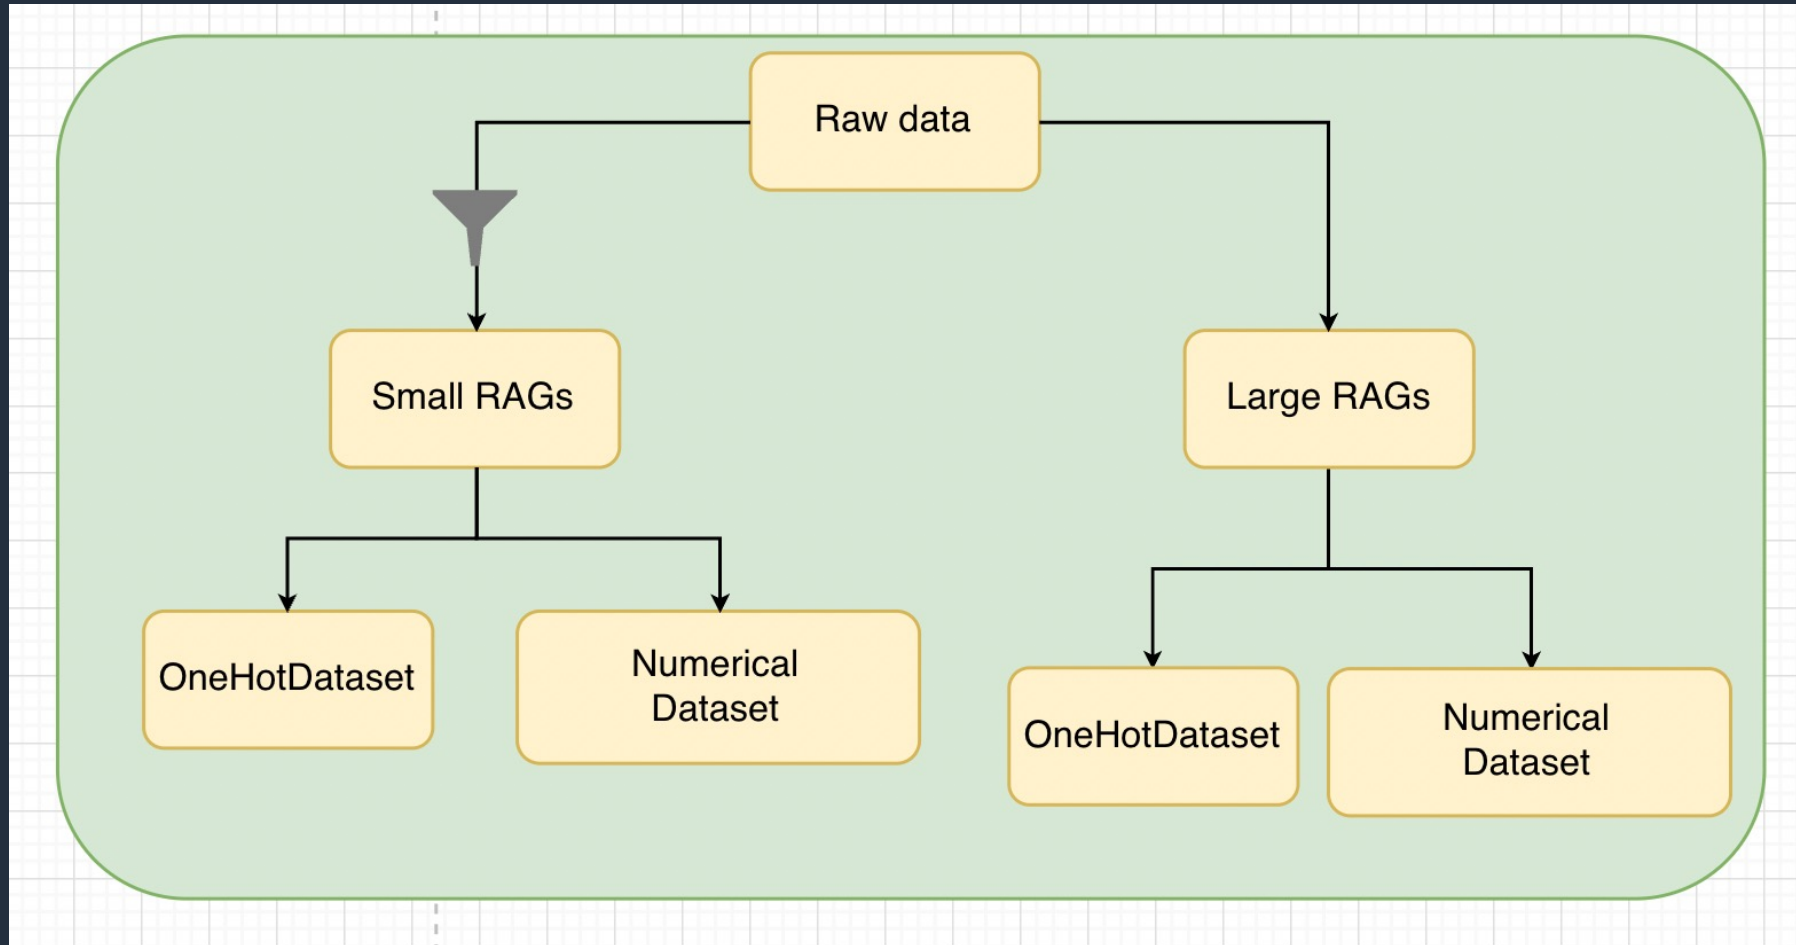 Raw data
Small RAGs
Large RAGs
OneHotDataset
Numerical
Dataset
OneHotDataset
Numerical
Dataset